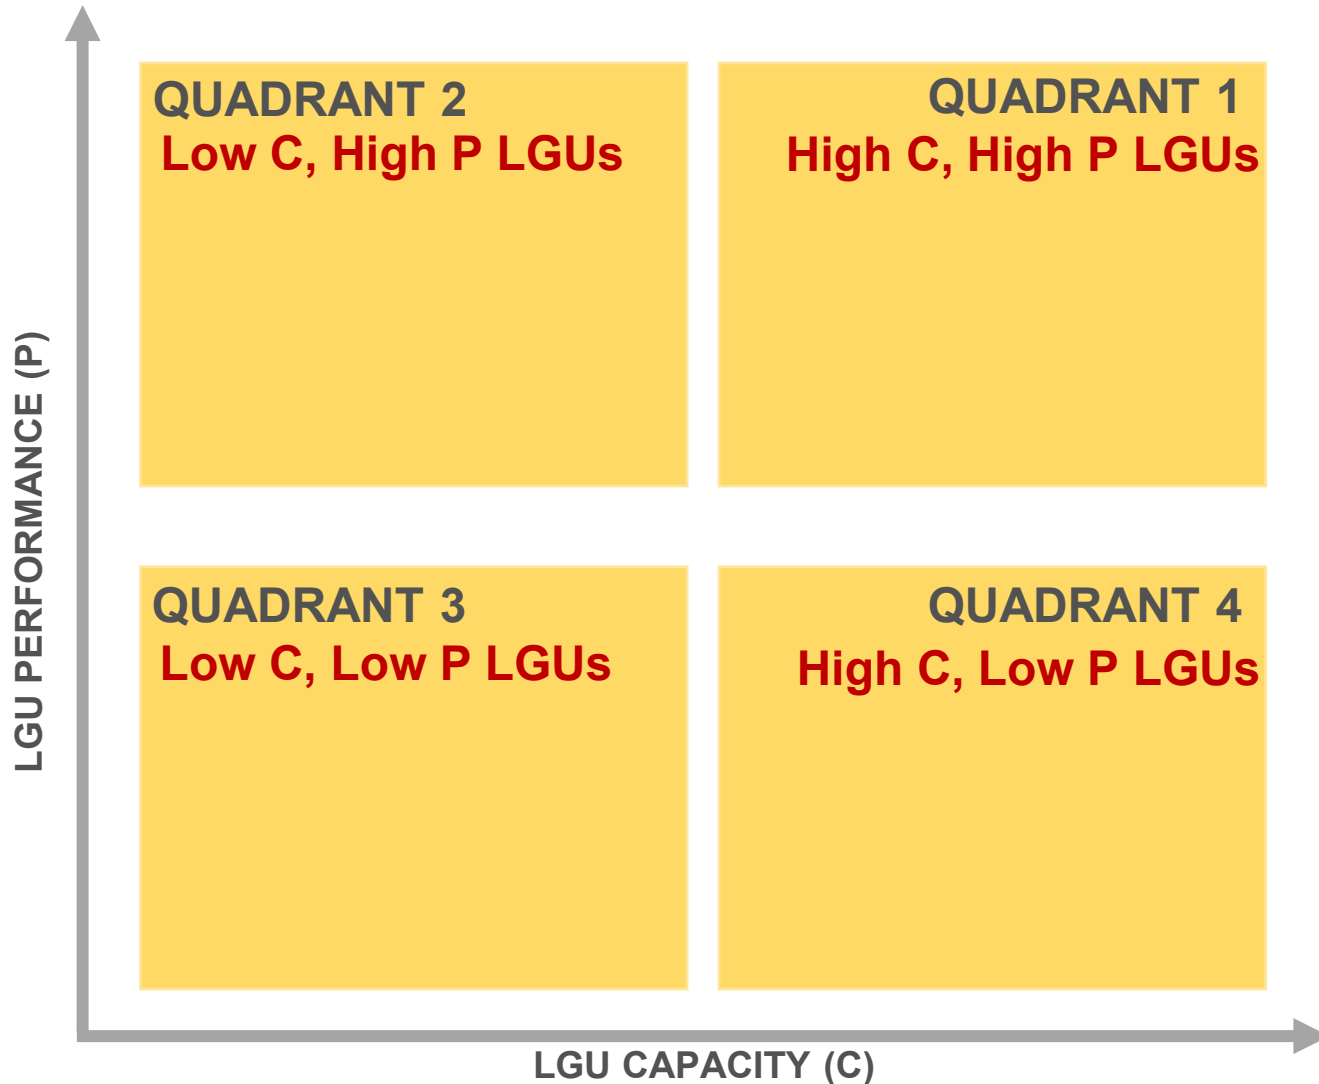 QUADRANT 2
Low C, High P LGUs
QUADRANT 1
High C, High P LGUs
LGU PERFORMANCE (P)
QUADRANT 3
Low C, Low P LGUs
QUADRANT 4
High C, Low P LGUs
LGU CAPACITY (C)